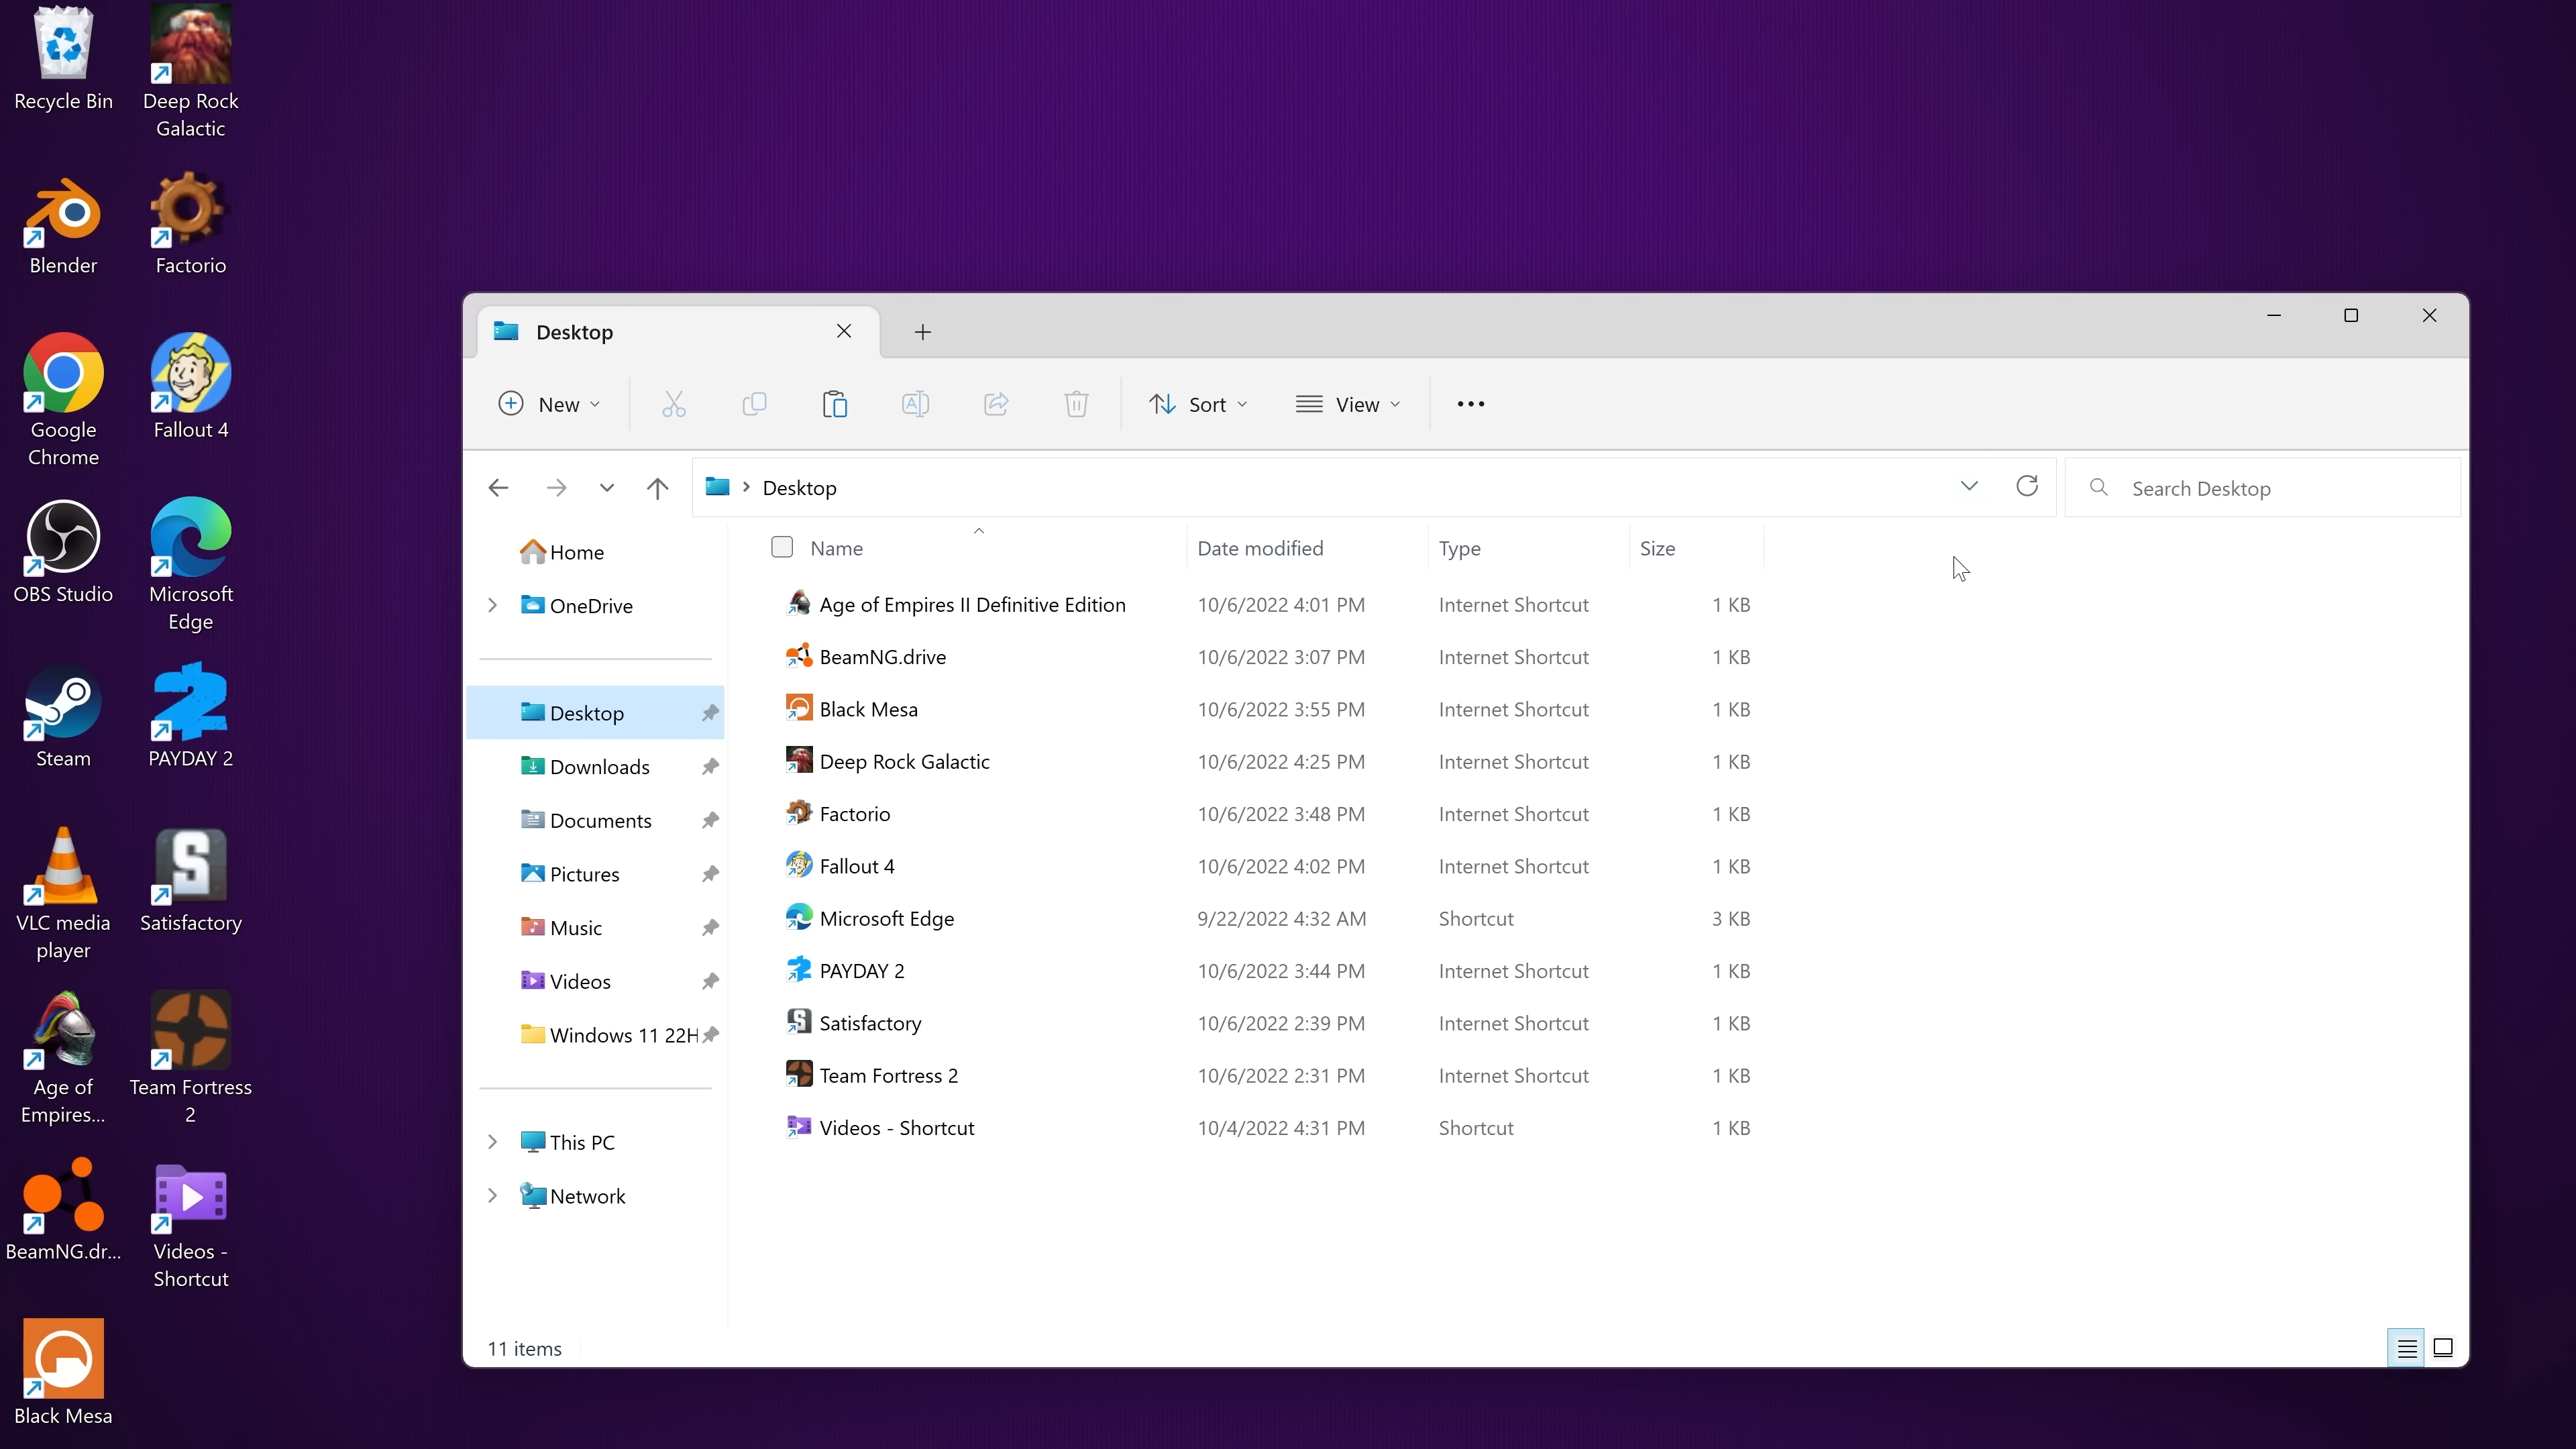 Recycle Bin
Deep Rock
Galactic
Blender
Factorio
Google
Chrome
Fallout 4
OBS Studio
Microsoft
Edge
Steam
PAYDAY 2
VLC media
player
Satisfactory
Age of
Empires...
Team Fortress
2
BeamNG.dr...
Videos -
Shortcut
Black Mesa
Desktop
New
Sort
View
Desktop
Search Desktop
Home
OneDrive
Desktop
Downloads
Documents
Pictures
Music
Videos
Windows 11 22H
This PC
Network
Name Date modified Type Size
Age of Empires II Definitive Edition 10/6/2022 4:01 PM Internet Shortcut 1 KB
BeamNG.drive 10/6/2022 3:07 PM Internet Shortcut 1 KB
Black Mesa 10/6/2022 3:55 PM Internet Shortcut 1 KB
Deep Rock Galactic 10/6/2022 4:25 PM Internet Shortcut 1 KB
Factorio 10/6/2022 3:48 PM Internet Shortcut 1 KB
Fallout 4 10/6/2022 4:02 PM Internet Shortcut 1 KB
Microsoft Edge 9/22/2022 4:32 AM Shortcut 3 KB
PAYDAY 2 10/6/2022 3:44 PM Internet Shortcut 1 KB
Satisfactory 10/6/2022 2:39 PM Internet Shortcut 1 KB
Team Fortress 2 10/6/2022 2:31 PM Internet Shortcut 1 KB
Videos - Shortcut 10/4/2022 4:31 PM Shortcut 1 KB
11 items